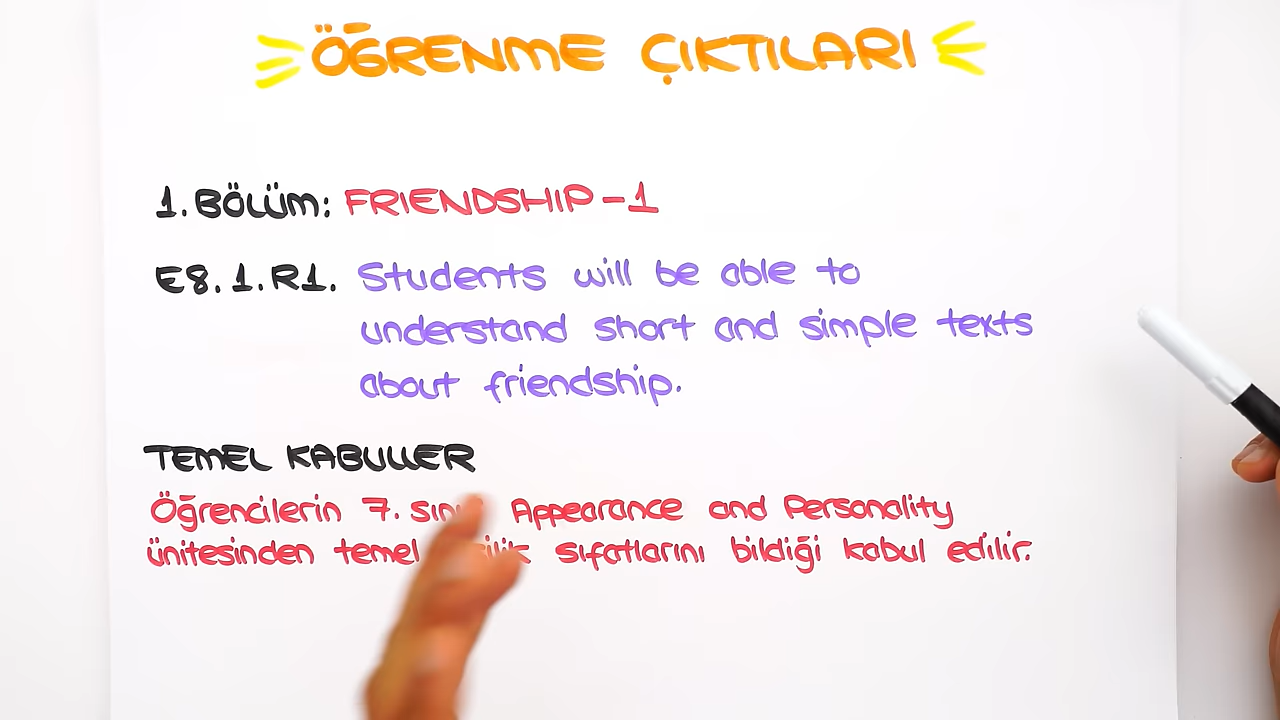 ÖĞRENME ÇIKTILARI
1. BÖLÜM: FRIENDSHIP-1
E8.1.R1. Students will be able to
understand short and simple texts
about friendship.
TEMEL KABULLER
Öğrencilerin 7. Appearance and Personality
ünitesinden temel sıfatlarını bildiği kabul edilir.